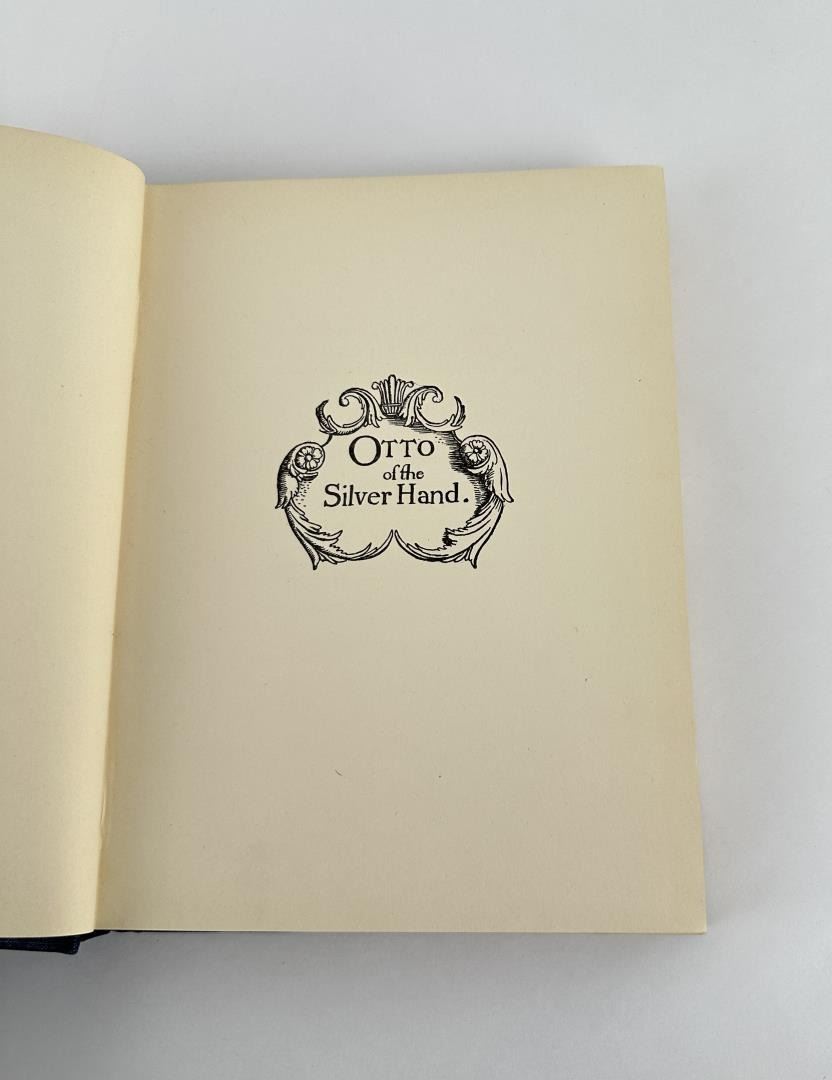 OTTO
of the
Silver Hand.